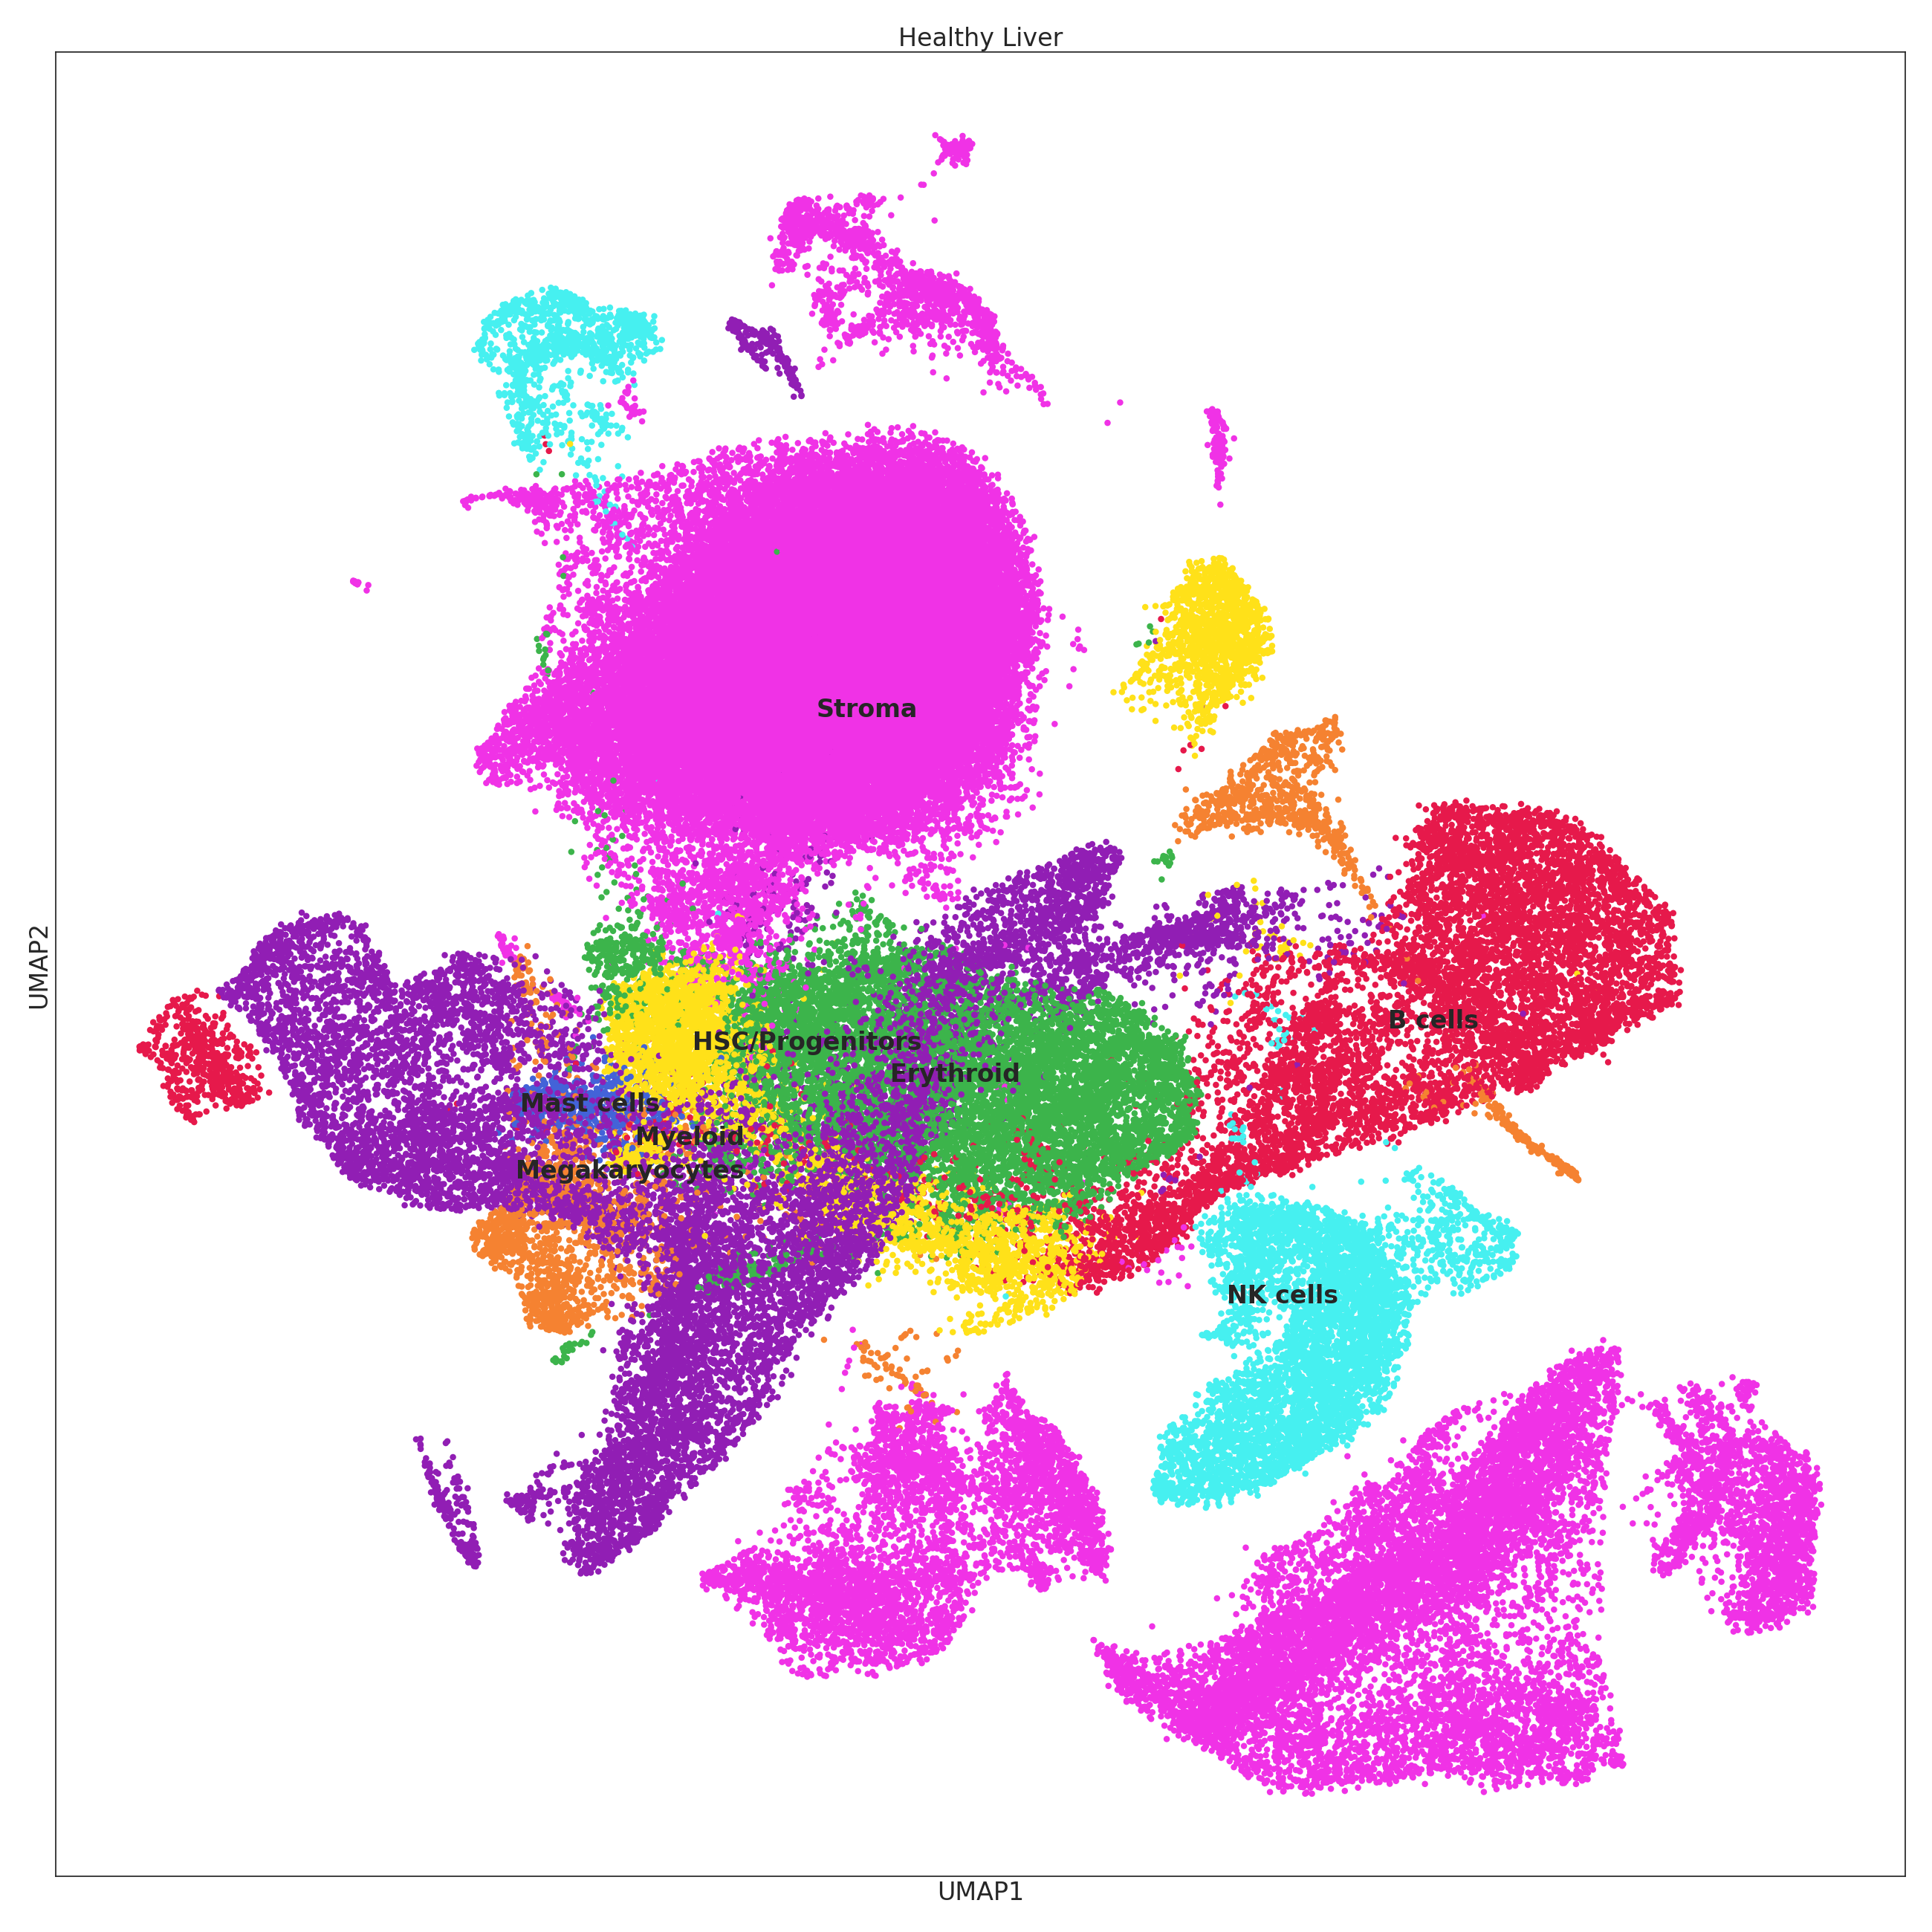 Healthy Liver
Stroma
B cells
HSC/Progenitors
Erythroid
Mast cells
Myeloid
Megakaryocytes
NK cells
UMAP2
UMAP1